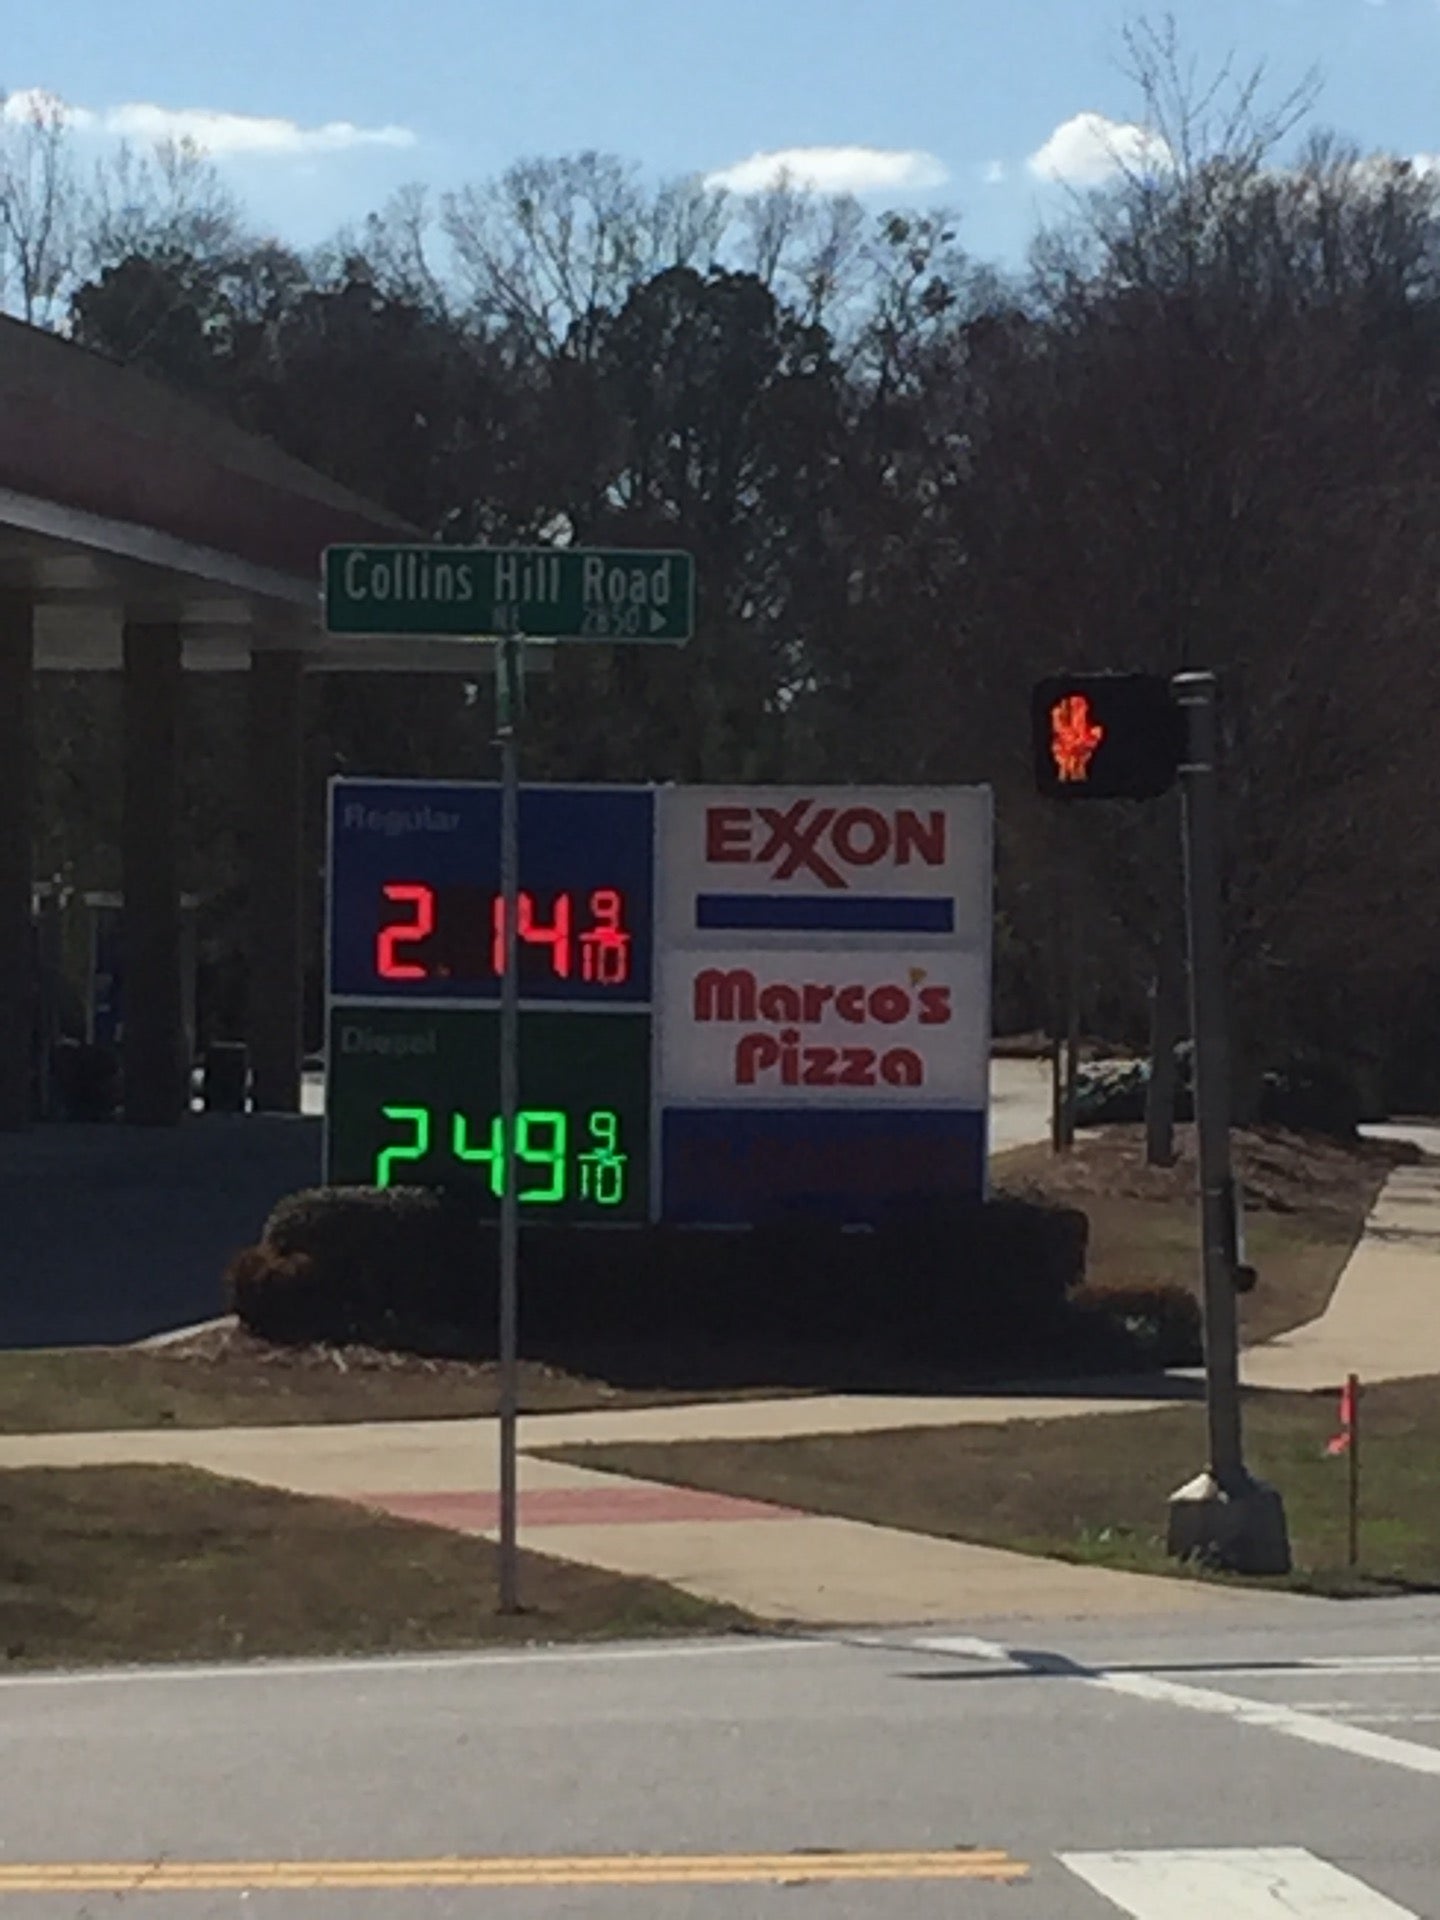 Collins Hill Road
NE 2850
Regular
2.14 9/10
Diesel
2 49 9/10
EXXON
Marco's
Pizza